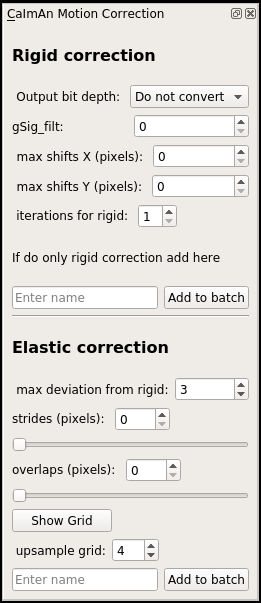 CaImAn Motion Correction
Rigid correction
Output bit depth: Do not convert
gSig_filt: 0
max shifts X (pixels): 0
max shifts Y (pixels): 0
iterations for rigid: 1
If do only rigid correction add here
Enter name Add to batch
Elastic correction
max deviation from rigid: 3
strides (pixels): 0
overlaps (pixels): 0
Show Grid
upsample grid: 4
Enter name Add to batch